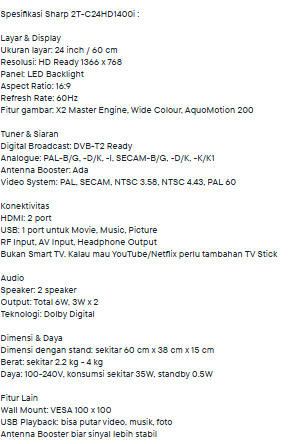 Spesifikasi Sharp 2T-C24HD1400i :

Layar & Display
Ukuran layar: 24 inch / 60 cm
Resolusi: HD Ready 1366 x 768
Panel: LED Backlight
Aspect Ratio: 16:9
Refresh Rate: 60Hz
Fitur gambar: X2 Master Engine, Wide Colour, AquoMotion 200

Tuner & Siaran
Digital Broadcast: DVB-T2 Ready
Analogue: PAL-B/G, -D/K, -I, SECAM-B/G, -D/K, -K/K1
Antenna Booster: Ada
Video System: PAL, SECAM, NTSC 3.58, NTSC 4.43, PAL 60

Konektivitas
HDMI: 2 port
USB: 1 port untuk Movie, Music, Picture
RF Input, AV Input, Headphone Output
Bukan Smart TV. Kalau mau YouTube/Netflix perlu tambahan TV Stick

Audio
Speaker: 2 speaker
Output: Total 6W, 3W x 2
Teknologi: Dolby Digital

Dimensi & Daya
Dimensi dengan stand: sekitar 60 cm x 38 cm x 15 cm
Berat: sekitar 2.2 kg - 4 kg
Daya: 100-240V, konsumsi sekitar 35W, standby 0.5W

Fitur Lain
Wall Mount: VESA 100 x 100
USB Playback: bisa putar video, musik, foto
Antenna Booster biar sinyal lebih stabil